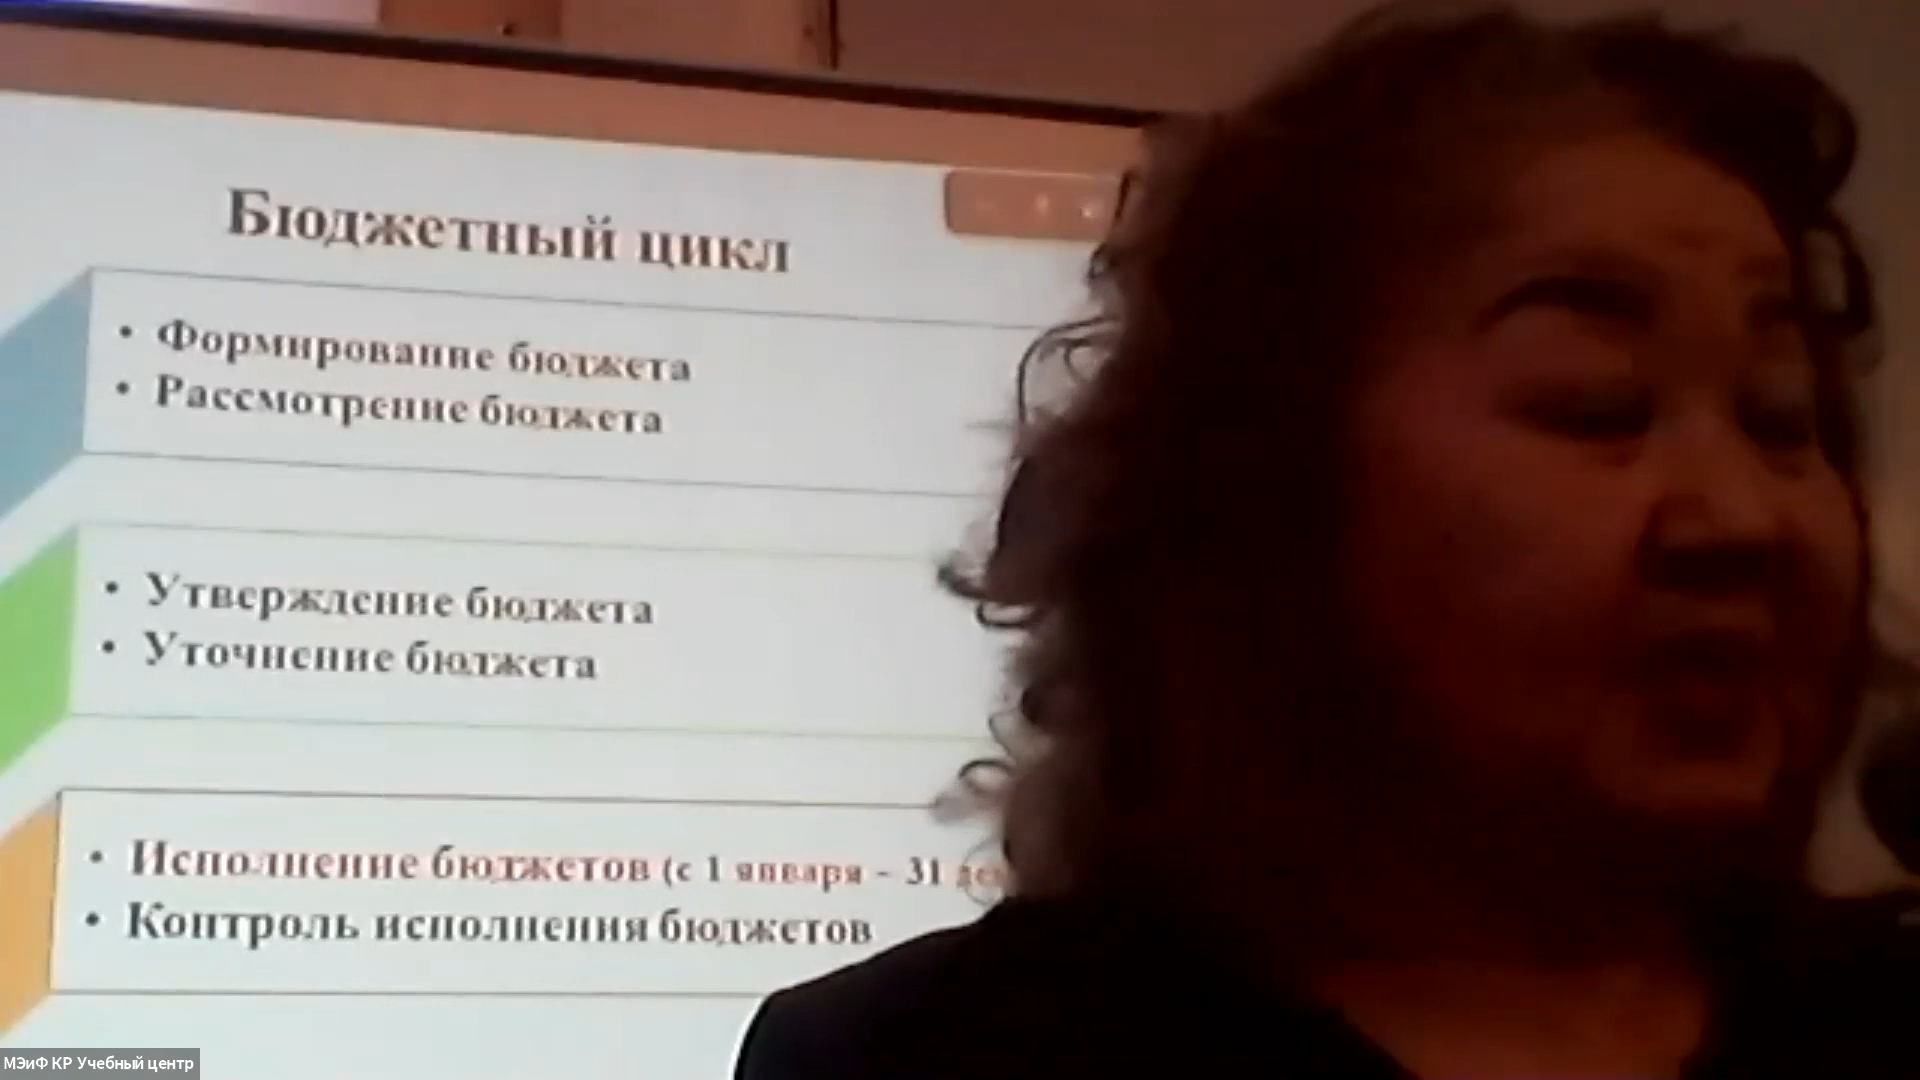 Бюджетный цикл
• Формирование бюджета
• Рассмотрение бюджета
• Утверждение бюджета
• Уточнение бюджета
• Исполнение бюджетов (с 1 января - 31
• Контроль исполнения бюджетов
МЭиФ КР Учебный центр